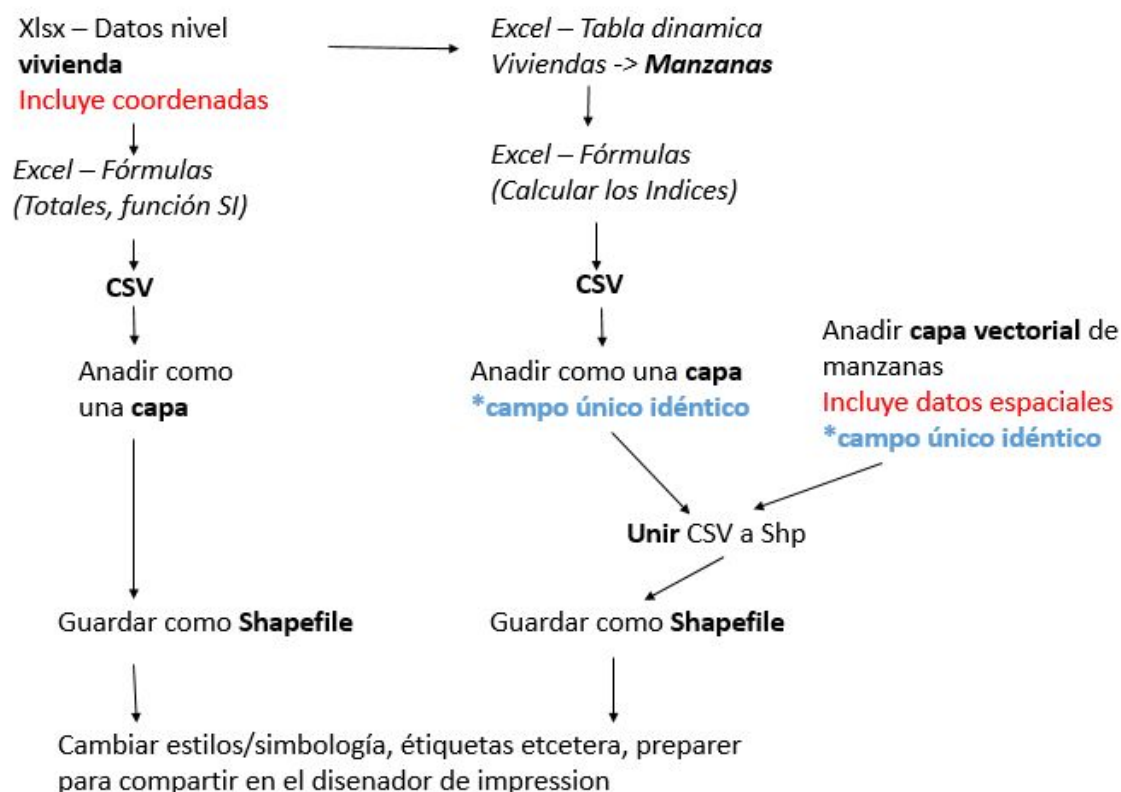 Xlsx – Datos nivel
vivienda
Incluye coordenadas
Excel – Tabla dinamica
Viviendas -> Manzanas
Excel – Fórmulas
(Totales, función SI)
Excel – Fórmulas
(Calcular los Indices)
CSV
CSV
Anadir como
una capa
Anadir como una capa
*campo único idéntico
Anadir capa vectorial de
manzanas
Incluye datos espaciales
*campo único idéntico
Unir CSV a Shp
Guardar como Shapefile
Guardar como Shapefile
Cambiar estilos/simbología, étiquetas etcetera, preparer
para compartir en el disenador de impression